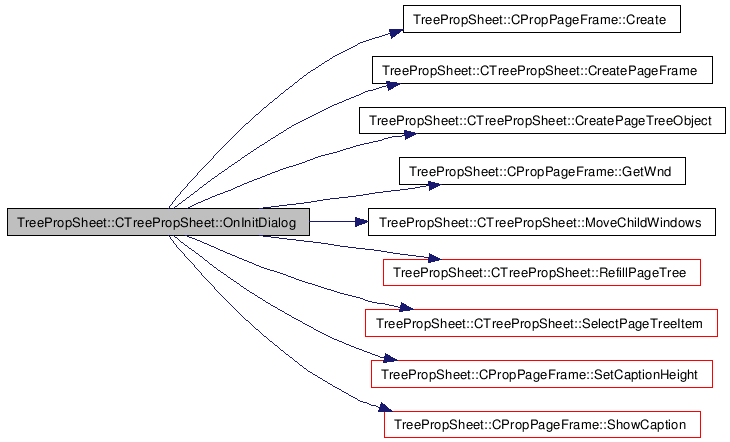 TreePropSheet::CPropPageFrame::Create
TreePropSheet::CTreePropSheet::CreatePageFrame
TreePropSheet::CTreePropSheet::CreatePageTreeObject
TreePropSheet::CPropPageFrame::GetWnd
TreePropSheet::CTreePropSheet::OnInitDialog
TreePropSheet::CTreePropSheet::MoveChildWindows
TreePropSheet::CTreePropSheet::RefillPageTree
TreePropSheet::CTreePropSheet::SelectPageTreeItem
TreePropSheet::CPropPageFrame::SetCaptionHeight
TreePropSheet::CPropPageFrame::ShowCaption